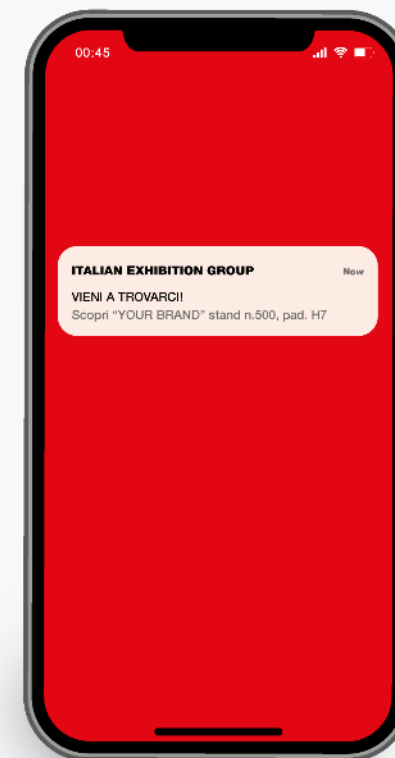 00:45
ITALIAN EXHIBITION GROUP Now
VIENI A TROVARCI!
Scopri “YOUR BRAND” stand n.500, pad. H7